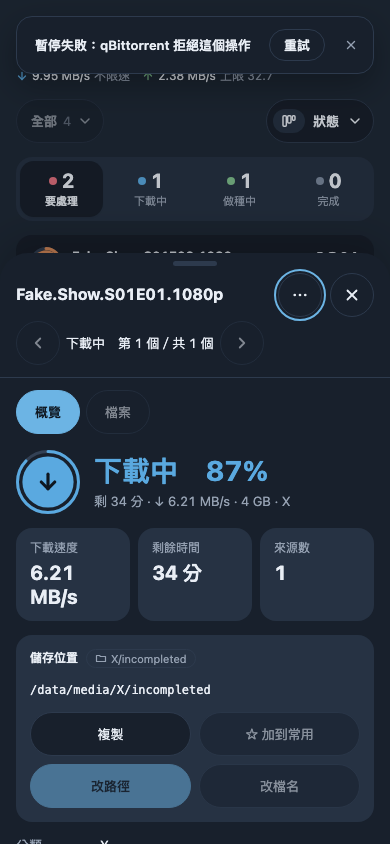 暫停失敗：qBittorrent 拒絕這個操作 重試 ×
↓ 9.95 MB/s 不限速 ↑ 2.38 MB/s 上限 32.7
全部 4 狀態
2 1 1 0
要處理 下載中 做種中 完成
Fake.Show.S01E01.1080p ... ×
下載中 第 1 個 / 共 1 個
概覽 檔案
下載中 87%
剩 34 分 · ↓ 6.21 MB/s · 4 GB · X
下載速度 剩餘時間 來源數
6.21 MB/s 34 分 1
儲存位置 X/incompleted
/data/media/X/incompleted
複製 ☆ 加到常用
改路徑 改檔名